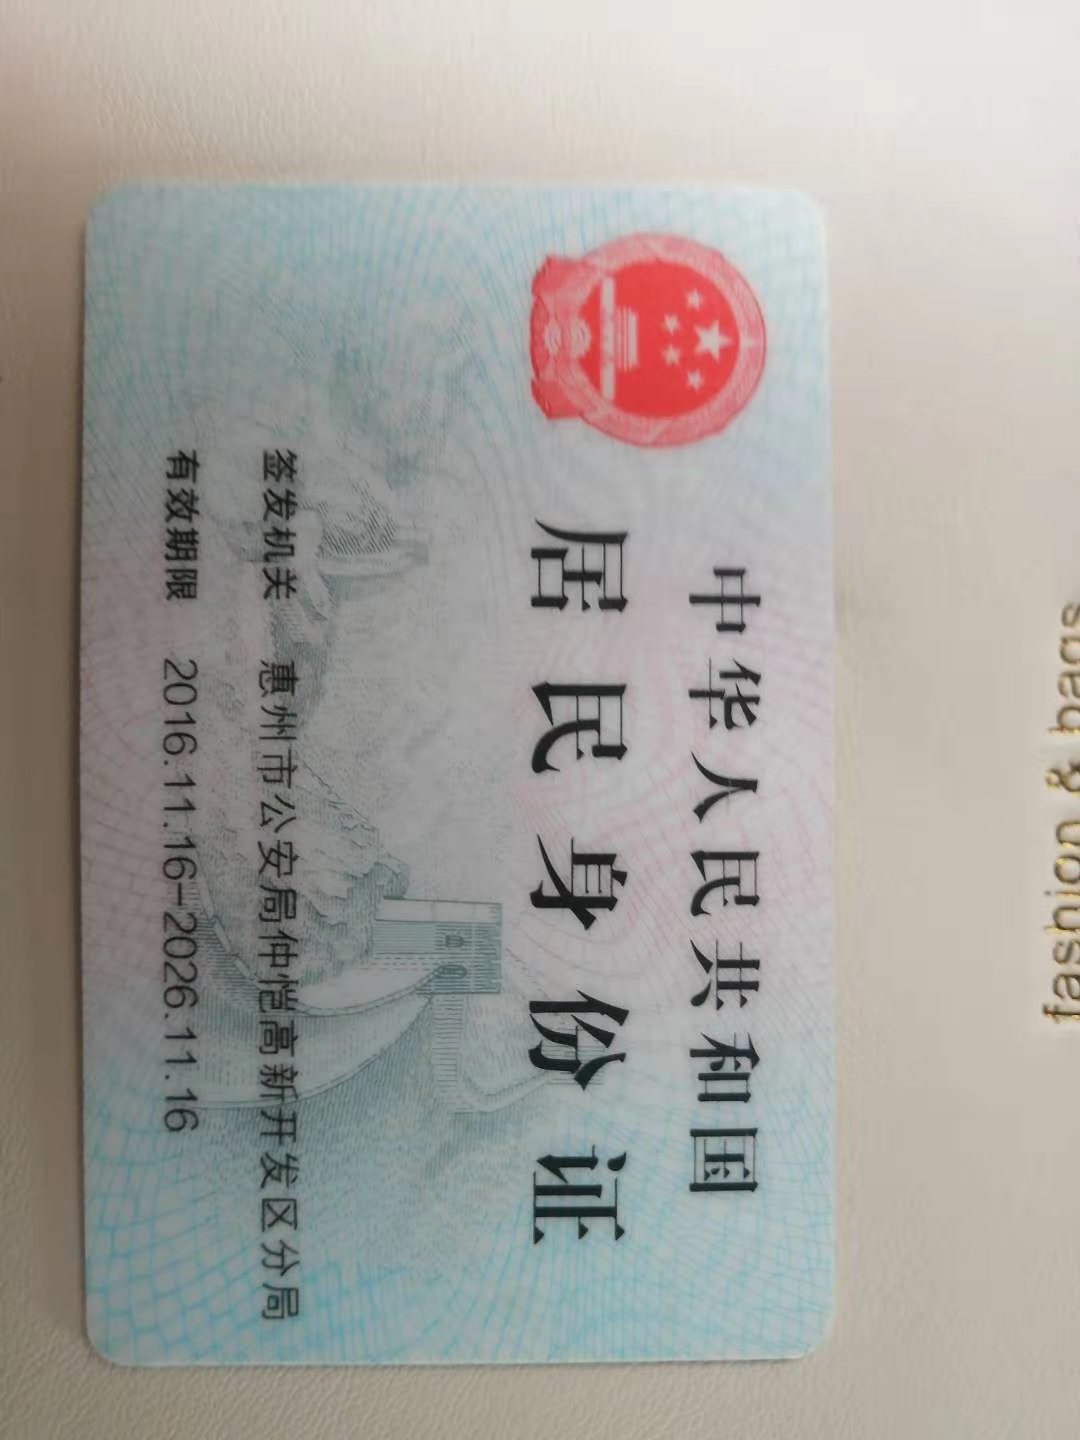 中华人民共和国
居民身份证
签发机关 惠州市公安局仲恺高新开发区分局
有效期限 2016.11.16-2026.11.16
fashion & bags